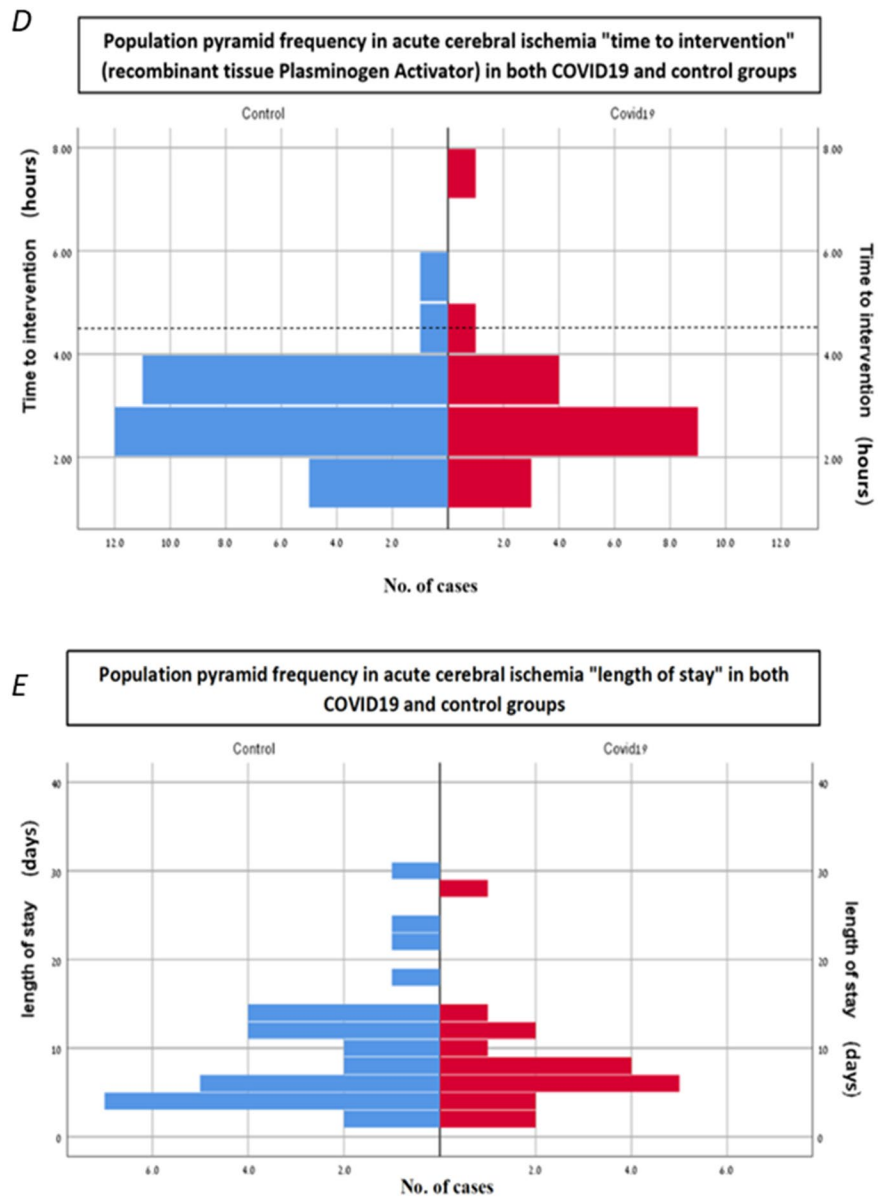 D
Population pyramid frequency in acute cerebral ischemia "time to intervention"
(recombinant tissue Plasminogen Activator) in both COVID19 and control groups
Control Covid19
Time to intervention (hours)
8.00
6.00
4.00
2.00
8.00
6.00
4.00
2.00
Time to intervention (hours)
12.0 10.0 8.0 6.0 4.0 2.0 2.0 4.0 6.0 8.0 10.0 12.0
No. of cases
E
Population pyramid frequency in acute cerebral ischemia "length of stay" in both
COVID19 and control groups
Control Covid19
length of stay (days)
40
30
20
10
0
40
30
20
10
0
length of stay (days)
6.0 4.0 2.0 2.0 4.0 6.0
No. of cases